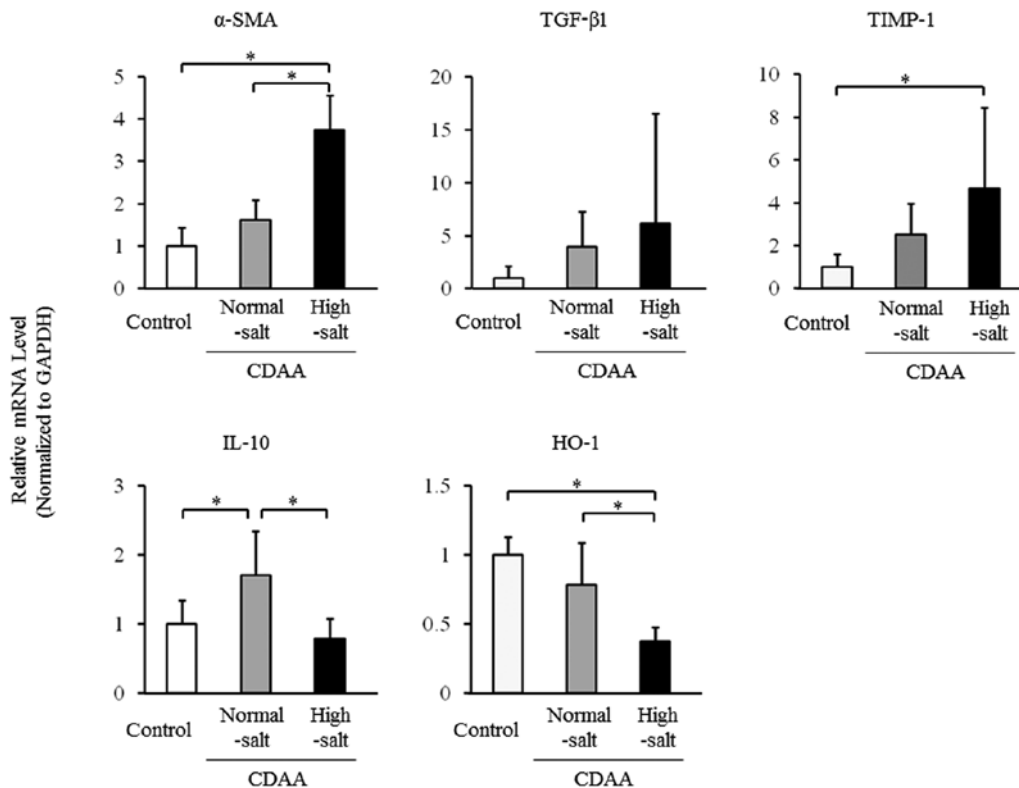 α-SMA
TGF-β1
TIMP-1
*
*
*
5
4
3
2
1
0
20
15
10
5
0
10
8
6
4
2
0
Control
Normal
-salt
High
-salt
CDAA
Control
Normal
-salt
High
-salt
CDAA
Control
Normal
-salt
High
-salt
CDAA
Relative mRNA Level
(Normalized to GAPDH)
IL-10
HO-1
*
*
*
*
3
2
1
0
1.5
1
0.5
0
Control
Normal
-salt
High
-salt
CDAA
Control
Normal
-salt
High
-salt
CDAA